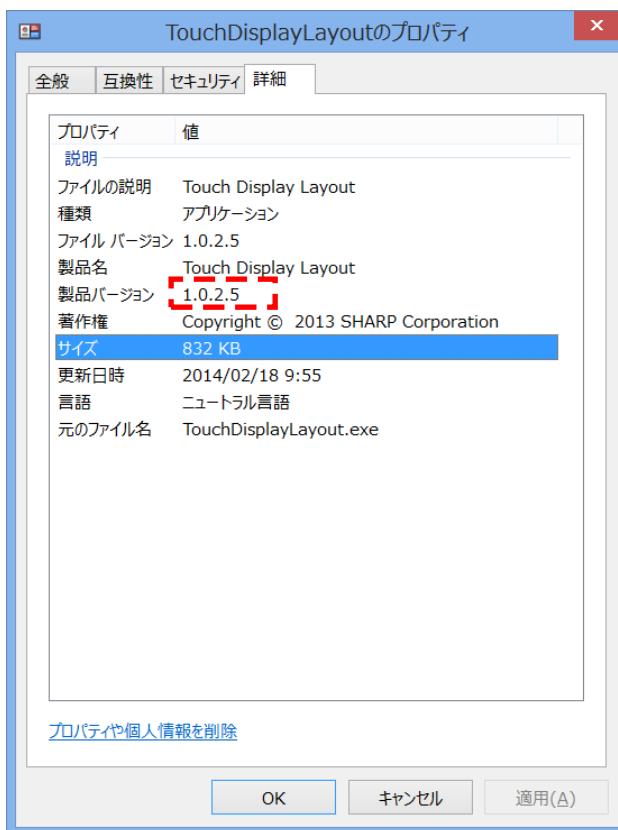 TouchDisplayLayoutのプロパティ
全般 互換性 セキュリティ 詳細
プロパティ 値
説明
ファイルの説明 Touch Display Layout
種類 アプリケーション
ファイル バージョン 1.0.2.5
製品名 Touch Display Layout
製品バージョン 1.0.2.5
著作権 Copyright © 2013 SHARP Corporation
サイズ 832 KB
更新日時 2014/02/18 9:55
言語 ニュートラル言語
元のファイル名 TouchDisplayLayout.exe
プロパティや個人情報を削除
OK キャンセル 適用(A)